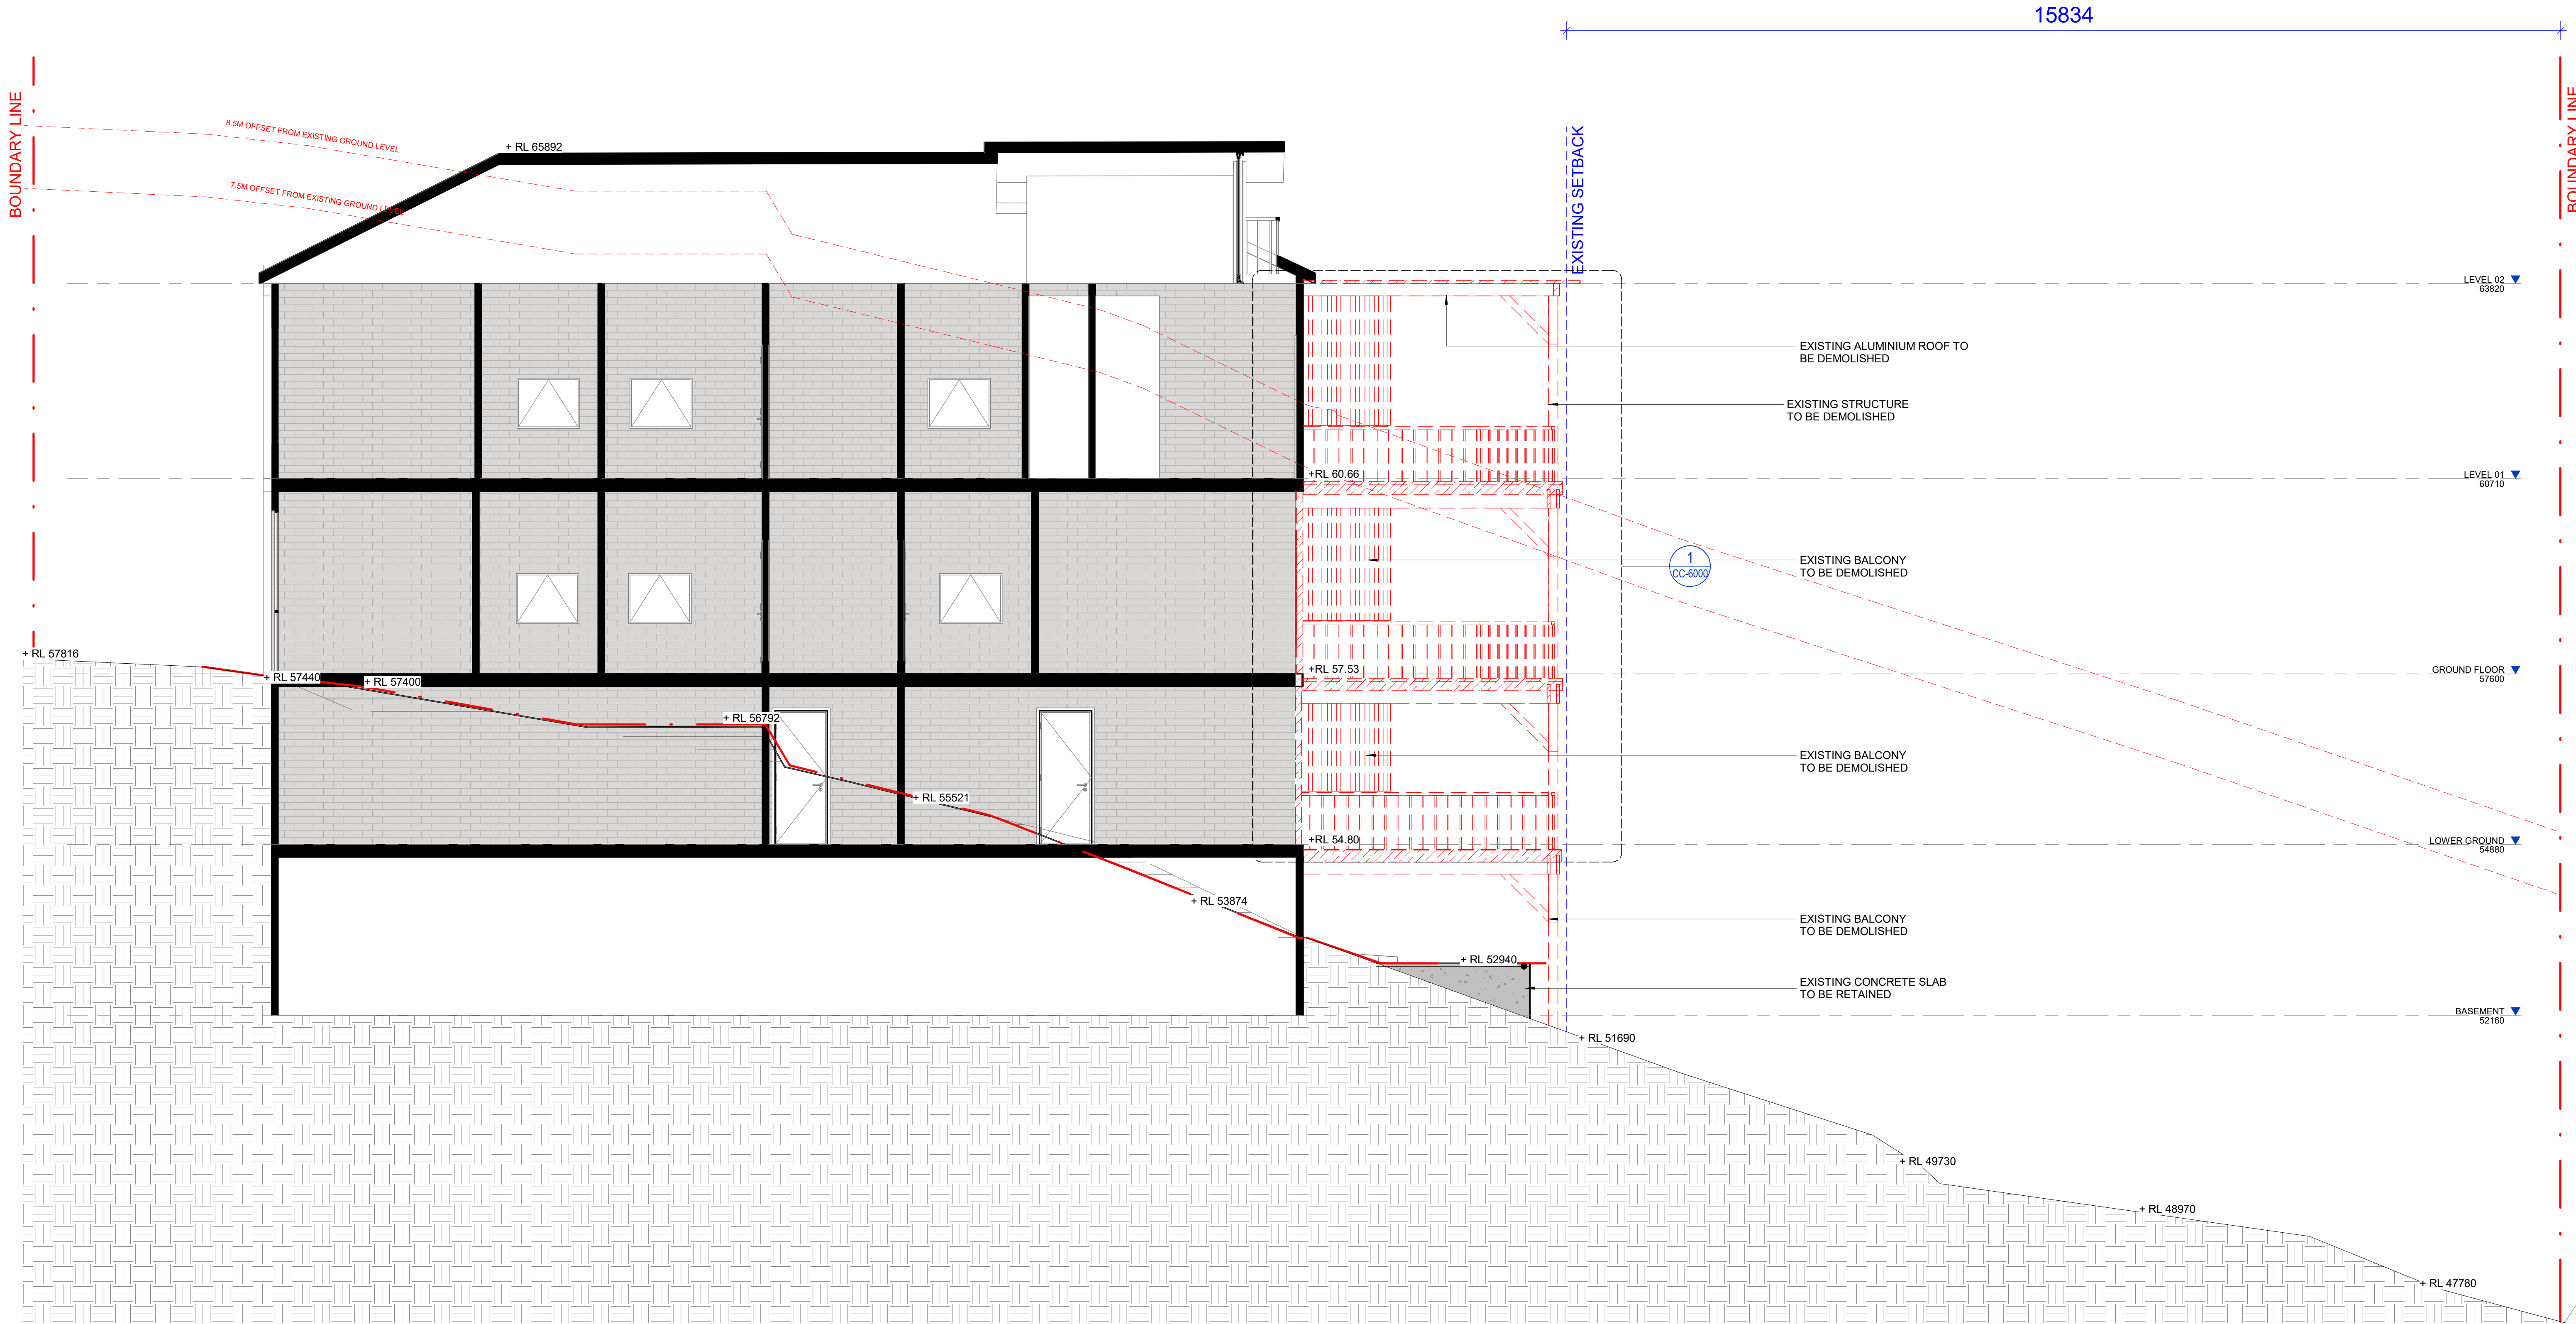 15834
BOUNDARY LINE
BOUNDARY LINE
8.5M OFFSET FROM EXISTING GROUND LEVEL
+ RL 65892
EXISTING SETBACK
7.5M OFFSET FROM EXISTING GROUND LEVEL
LEVEL 02
63820
EXISTING ALUMINIUM ROOF TO
BE DEMOLISHED
EXISTING STRUCTURE
TO BE DEMOLISHED
+RL 60.66
LEVEL 01
60710
1
CC-6000
EXISTING BALCONY
TO BE DEMOLISHED
+ RL 57816
+ RL 57440
+ RL 57400
+RL 57.53
GROUND FLOOR
57600
+ RL 56792
EXISTING BALCONY
TO BE DEMOLISHED
+ RL 55521
+RL 54.80
LOWER GROUND
54880
+ RL 53874
EXISTING BALCONY
TO BE DEMOLISHED
+ RL 52940
EXISTING CONCRETE SLAB
TO BE RETAINED
BASEMENT
52160
+ RL 51690
+ RL 49730
+ RL 48970
+ RL 47780